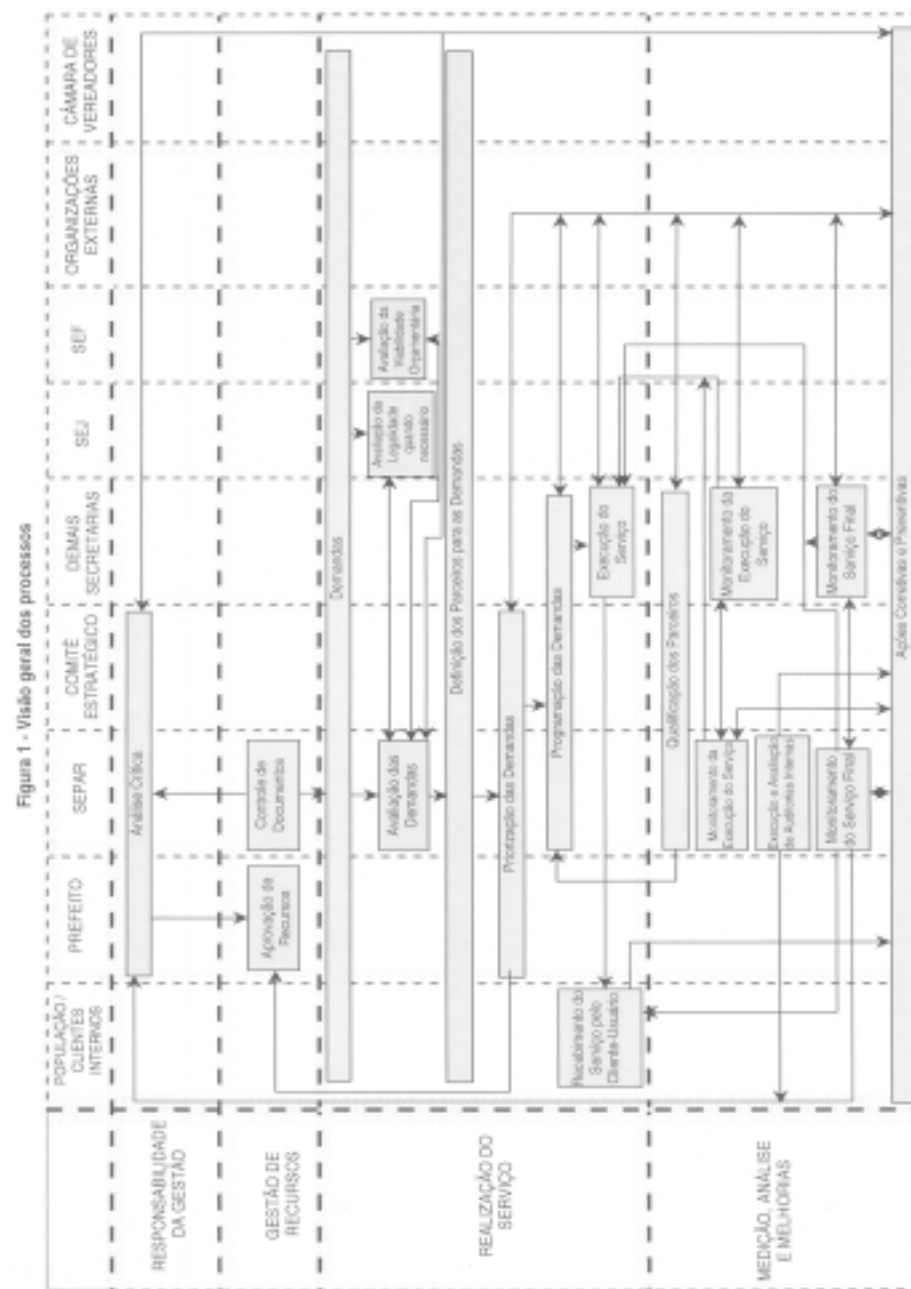 Figura 1 - Visão geral dos processos
POPULAÇÃO /
CLIENTES
INTERNOS
PREFEITO
SEPAR
COMITÊ
ESTRATÉGICO
DEMAIS
SECRETARIAS
SEJ
SEF
ORGANIZAÇÕES
EXTERNAS
CÂMARA DE
VEREADORES
RESPONSABILIDADE
DA GESTÃO
Análise Crítica
GESTÃO DE
RECURSOS
Aprovação de
Recursos
Controle de
Documentos
REALIZAÇÃO DO
SERVIÇO
Demandas
Avaliação das
Demandas
Avaliação da
Legalidade
quando
necessário
Avaliação da
Viabilidade
Orçamentária
Definição dos Parceiros para as Demandas
Priorização das Demandas
Programação das Demandas
Recebimento do
Serviço pelo
Cliente-Usuário
Execução do
Serviço
MEDIÇÃO, ANÁLISE
E MELHORIAS
Qualificação dos Parceiros
Monitoramento da
Execução do Serviço
Monitoramento da
Execução do
Serviço
Execução e Avaliação
de Auditorias Internas
Monitoramento
do Serviço Final
Monitoramento do
Serviço Final
Ações Corretivas e Preventivas